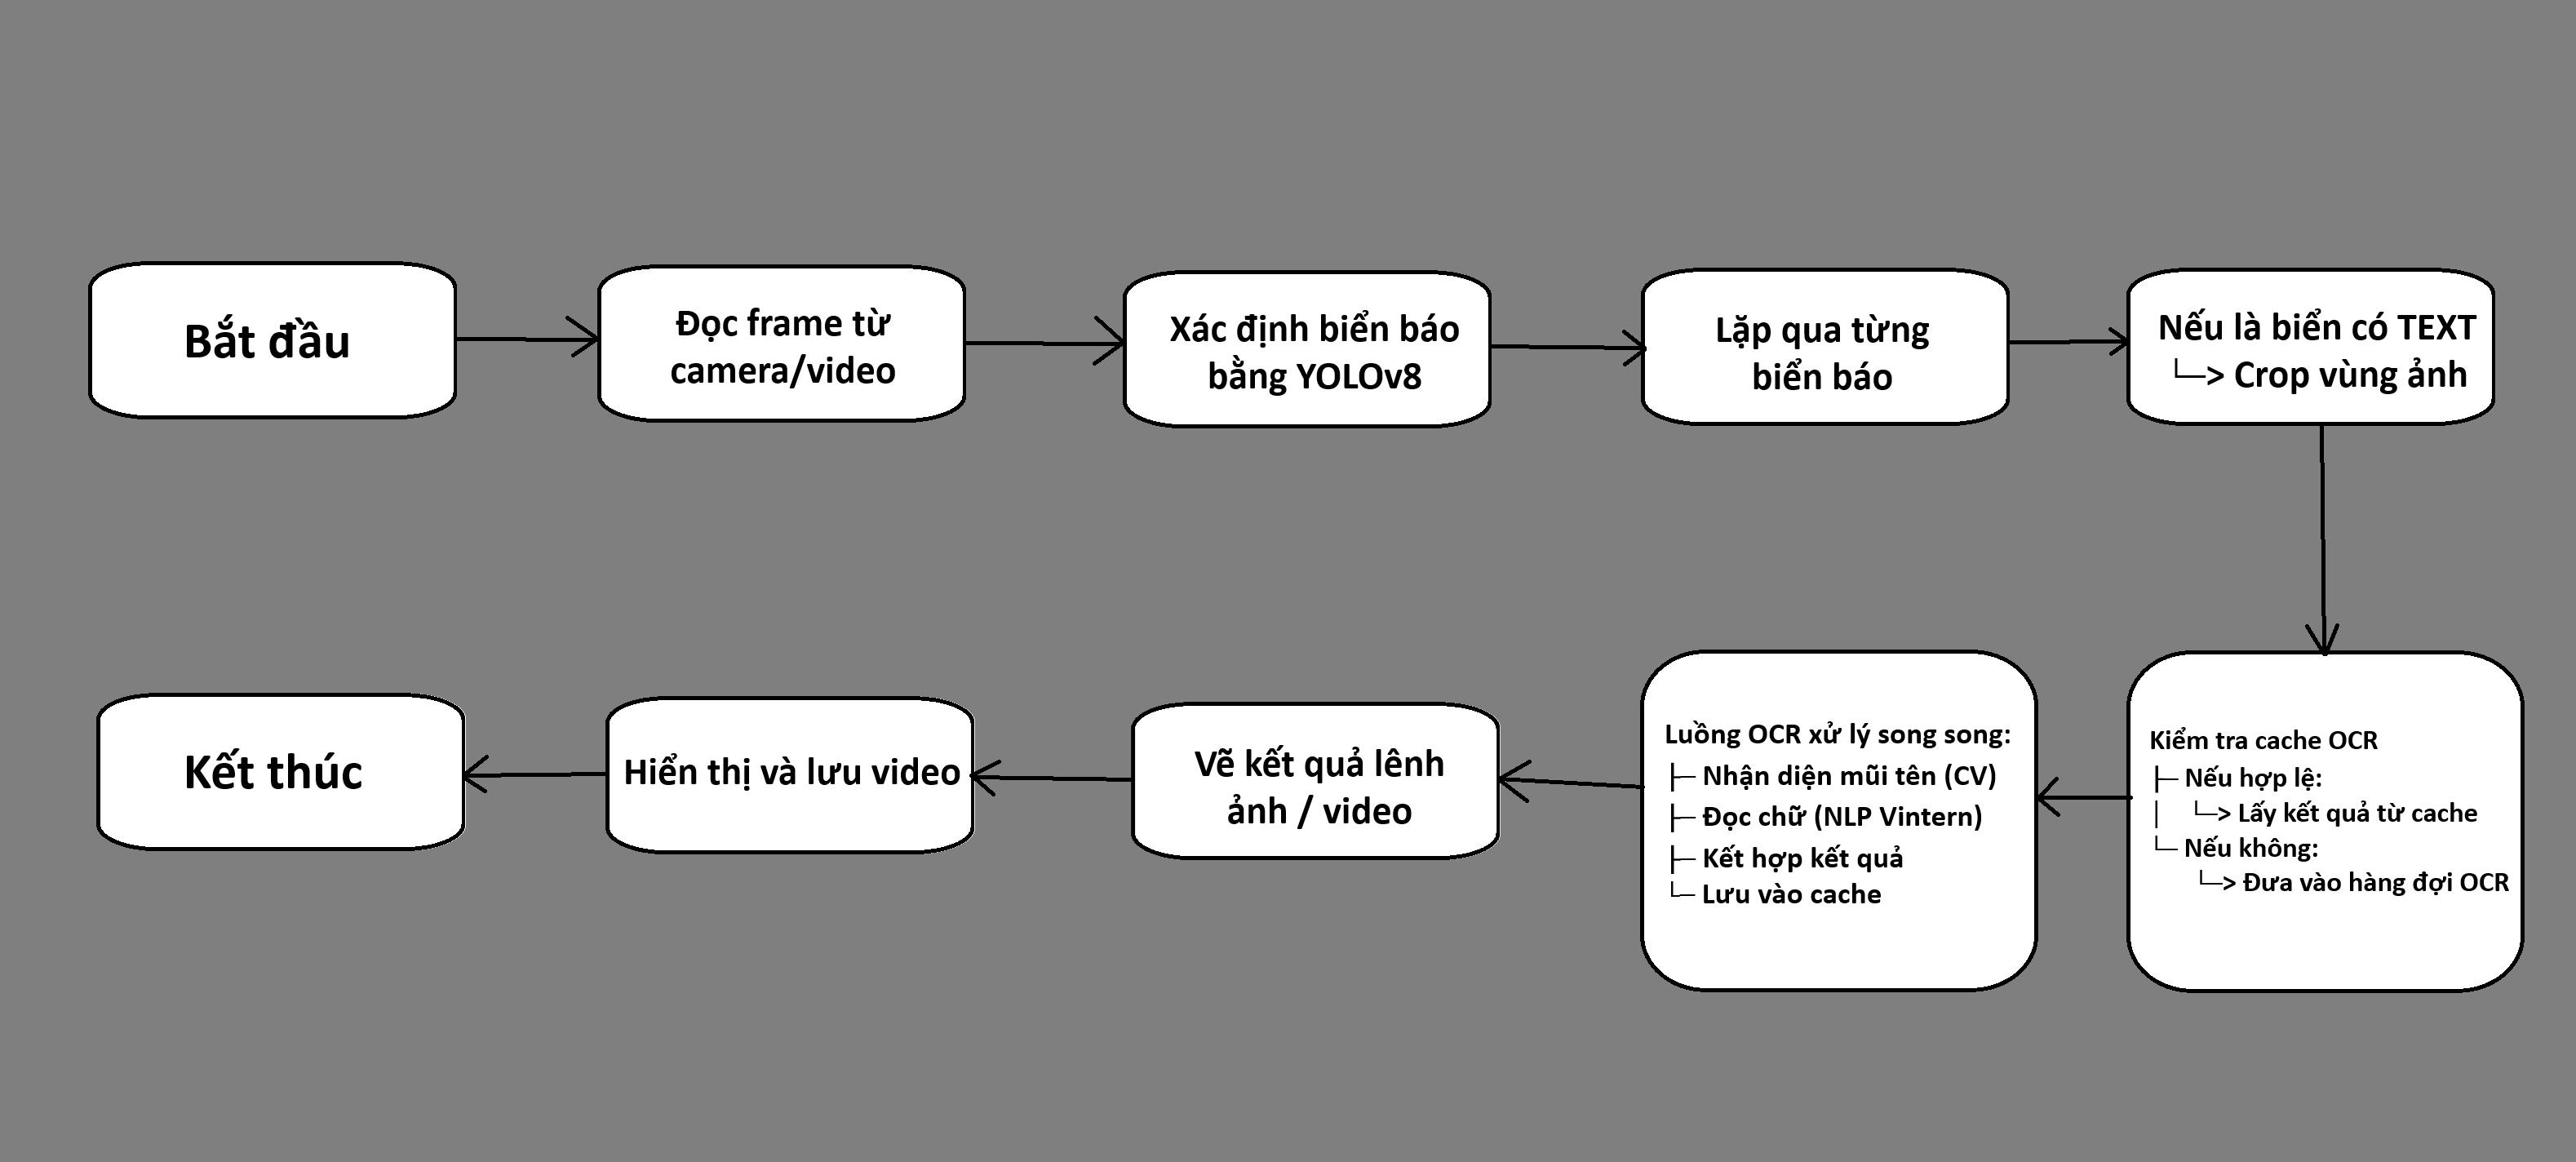 Bắt đầu
Đọc frame từ
camera/video
Xác định biển báo
bằng YOLOv8
Lặp qua từng
biển báo
Nếu là biển có TEXT
└─> Crop vùng ảnh
Kiểm tra cache OCR
├─ Nếu hợp lệ:
│ └─> Lấy kết quả từ cache
└─ Nếu không:
└─> Đưa vào hàng đợi OCR
Luồng OCR xử lý song song:
├─ Nhận diện mũi tên (CV)
├─ Đọc chữ (NLP Vintern)
├─ Kết hợp kết quả
└─ Lưu vào cache
Vẽ kết quả lênh
ảnh / video
Hiển thị và lưu video
Kết thúc